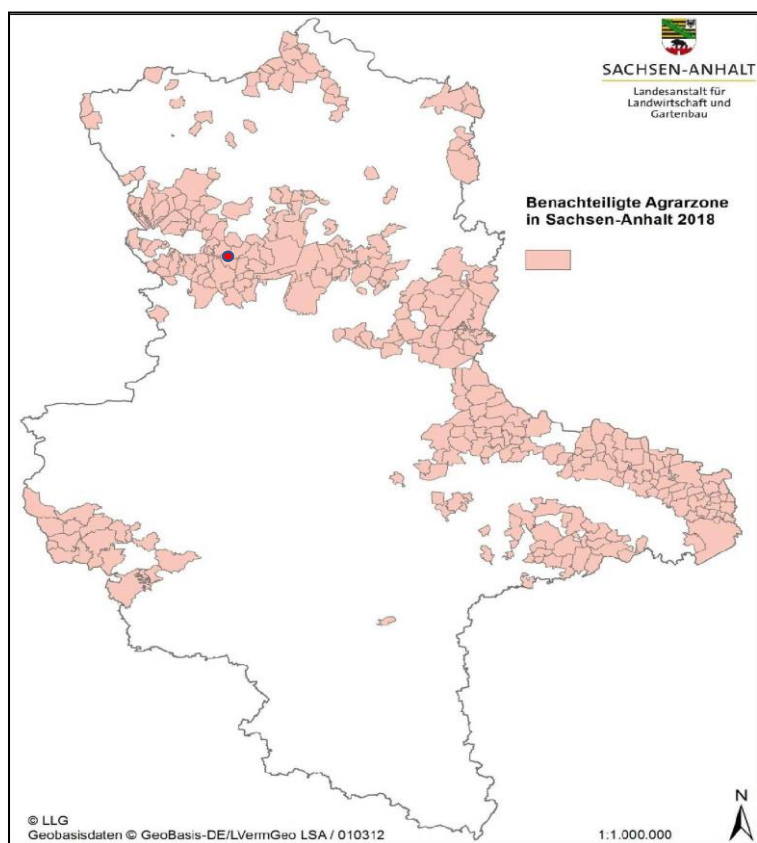 SACHSEN-ANHALT
Landesanstalt für
Landwirtschaft und
Gartenbau
Benachteiligte Agrarzone
in Sachsen-Anhalt 2018
N
© LLG
Geobasisdaten © GeoBasis-DE/LVermGeo LSA / 010312
1:1.000.000